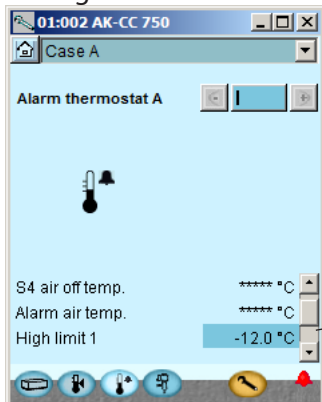 01:002 AK-CC 750
Case A
Alarm thermostat A
S4 air off temp. ***** °C
Alarm air temp. ***** °C
High limit 1 -12.0 °C